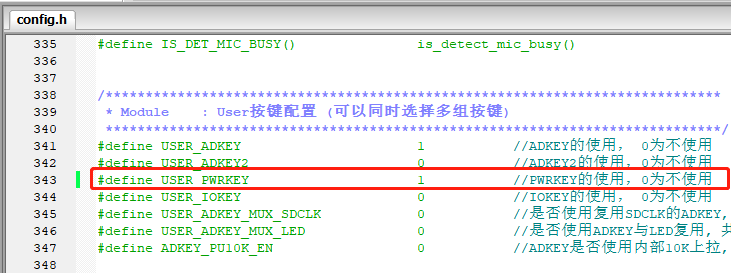 config.h
335 #define IS_DET_MIC_BUSY() is_detect_mic_busy()
336
337
338 /*****************************************************************************
339 * Module : User按键配置 (可以同时选择多组按键)
340 *****************************************************************************/
341 #define USER_ADKEY 1 //ADKEY的使用， 0为不使用
342 #define USER_ADKEY2 0 //ADKEY2的使用，0为不使用
343 #define USER_PWRKEY 1 //PWRKEY的使用，0为不使用
344 #define USER_IOKEY 0 //IOKEY的使用， 0为不使用
345 #define USER_ADKEY_MUX_SDCLK 0 //是否使用复用SDCLK的ADKEY,
346 #define USER_ADKEY_MUX_LED 0 //是否使用ADKEY与LED复用, 共
347 #define ADKEY_PU10K_EN 0 //ADKEY是否使用内部10K上拉,
348